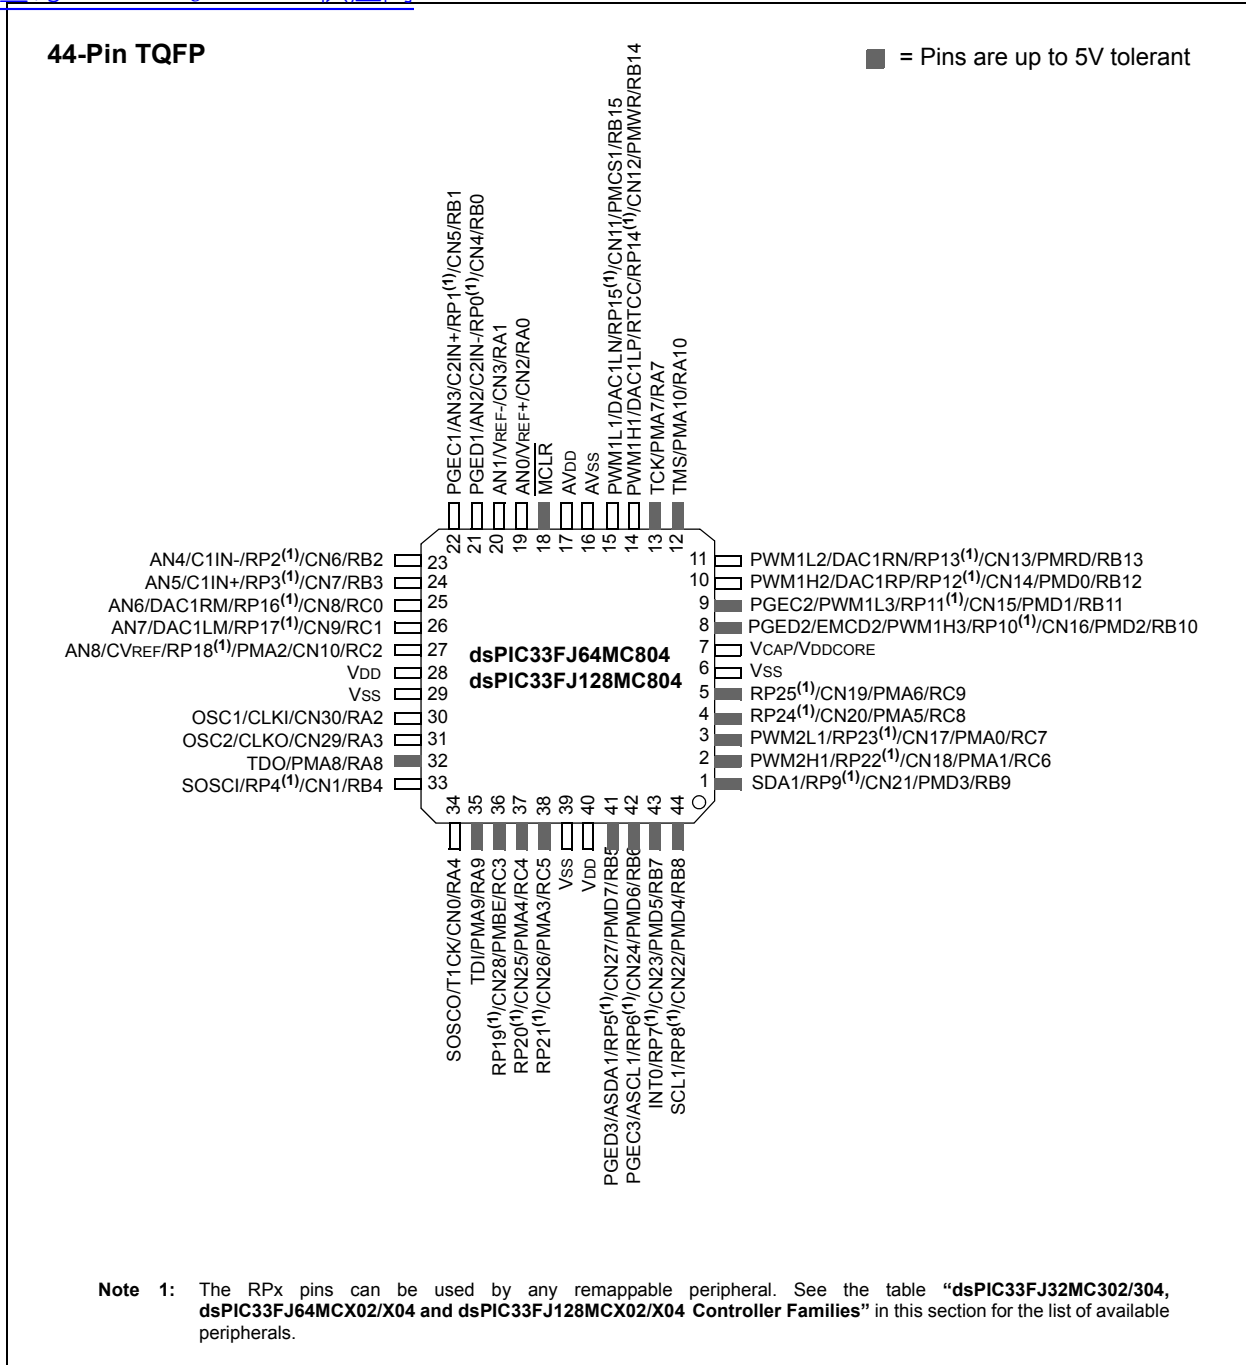 44-Pin TQFP
= Pins are up to 5V tolerant
PGEC1/AN3/C2IN+/RP1(1)/CN5/RB1
PGED1/AN2/C2IN-/RP0(1)/CN4/RB0
AN1/VREF-/CN3/RA1
AN0/VREF+/CN2/RA0
MCLR
AVDD
AVSS
PWM1L1/DAC1LN/RP15(1)/CN11/PMCS1/RB15
PWM1H1/DAC1LP/RTCC/RP14(1)/CN12/PMWR/RB14
TCK/PMA7/RA7
TMS/PMA10/RA10
22 21 20 19 18 17 16 15 14 13 12
AN4/C1IN-/RP2(1)/CN6/RB2 23
AN5/C1IN+/RP3(1)/CN7/RB3 24
AN6/DAC1RM/RP16(1)/CN8/RC0 25
AN7/DAC1LM/RP17(1)/CN9/RC1 26
AN8/CVREF/RP18(1)/PMA2/CN10/RC2 27
VDD 28
VSS 29
OSC1/CLKI/CN30/RA2 30
OSC2/CLKO/CN29/RA3 31
TDO/PMA8/RA8 32
SOSCI/RP4(1)/CN1/RB4 33
dsPIC33FJ64MC804
dsPIC33FJ128MC804
11 PWM1L2/DAC1RN/RP13(1)/CN13/PMRD/RB13
10 PWM1H2/DAC1RP/RP12(1)/CN14/PMD0/RB12
9 PGEC2/PWM1L3/RP11(1)/CN15/PMD1/RB11
8 PGED2/EMCD2/PWM1H3/RP10(1)/CN16/PMD2/RB10
7 VCAP/VDDCORE
6 VSS
5 RP25(1)/CN19/PMA6/RC9
4 RP24(1)/CN20/PMA5/RC8
3 PWM2L1/RP23(1)/CN17/PMA0/RC7
2 PWM2H1/RP22(1)/CN18/PMA1/RC6
1 SDA1/RP9(1)/CN21/PMD3/RB9
34 35 36 37 38 39 40 41 42 43 44
SOSCO/T1CK/CN0/RA4
TDI/PMA9/RA9
RP19(1)/CN28/PMBE/RC3
RP20(1)/CN25/PMA4/RC4
RP21(1)/CN26/PMA3/RC5
VSS
VDD
PGED3/ASDA1/RP5(1)/CN27/PMD7/RB5
PGEC3/ASCL1/RP6(1)/CN24/PMD6/RB6
INT0/RP7(1)/CN23/PMD5/RB7
SCL1/RP8(1)/CN22/PMD4/RB8
Note 1: The RPx pins can be used by any remappable peripheral. See the table "dsPIC33FJ32MC302/304,
dsPIC33FJ64MCX02/X04 and dsPIC33FJ128MCX02/X04 Controller Families" in this section for the list of available
peripherals.